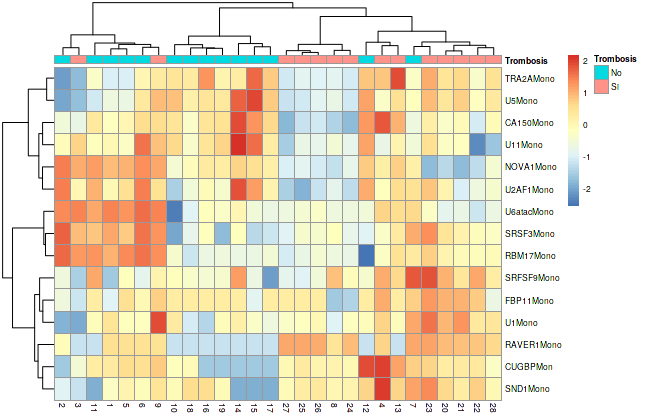 Trombosis
2
1
0
-1
-2
Trombosis
No
SI
TRA2AMono
U5Mono
CA150Mono
U11Mono
NOVA1Mono
U2AF1Mono
U6atacMono
SRSF3Mono
RBM17Mono
SRFSF9Mono
FBP11Mono
U1Mono
RAVER1Mono
CUGBPMon
SND1Mono
2 3 11 1 5 6 9 10 18 16 19 14 15 17 27 25 26 8 24 12 4 13 7 23 20 21 22 28